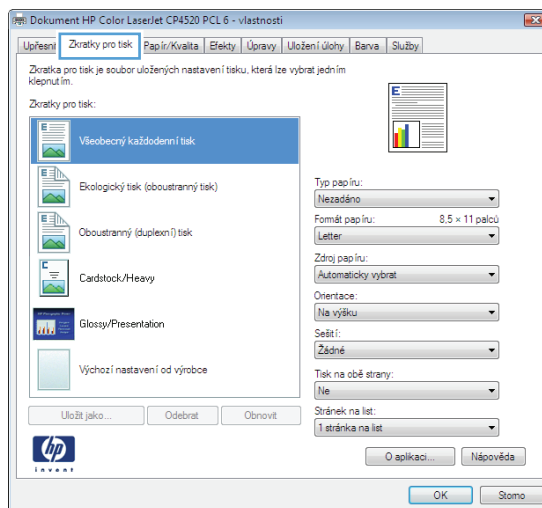 Dokument HP Color LaserJet CP4520 PCL 6 - vlastnosti
Upřesnit Zkratky pro tisk Papír/Kvalita Efekty Úpravy Uložení úlohy Barva Služby
Zkratka pro tisk je soubor uložených nastavení tisku, která lze vybrat jedním
klepnutím.
Zkratky pro tisk:
Všeobecný každodenní tisk
Ekologický tisk (oboustranný tisk)
Oboustranný (duplexní) tisk
Cardstock/Heavy
Glossy/Presentation
Výchozí nastavení od výrobce
Uložit jako... Odebrat Obnovit
Typ papíru:
Nezadáno
Formát papíru: 8,5 × 11 palců
Letter
Zdroj papíru:
Automaticky vybrat
Orientace:
Na výšku
Sešití:
Žádné
Tisk na obě strany:
Ne
Stránek na list:
1 stránka na list
hp
invent
O aplikaci... Nápověda
OK Storno